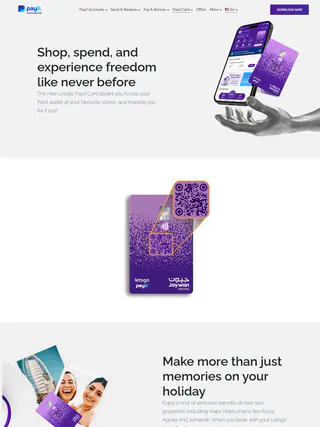 payit
Payit Accounts Send & Receive Pay & Borrow Payit Card Offers More En
DOWNLOAD NOW
Shop, spend, and
experience freedom
like never before
The new Letsgo Payit Card allows you to use your
Payit wallet at your favourite stores, and rewards you
for it too!
letsgo
payit
جيون
Jaywan
Make more than just
memories on your
holiday
Enjoy a host of exclusive benefits at over 900
properties including major Hotel chains like Accor,
Agoda and Jumeirah. When you book with your Letsgo